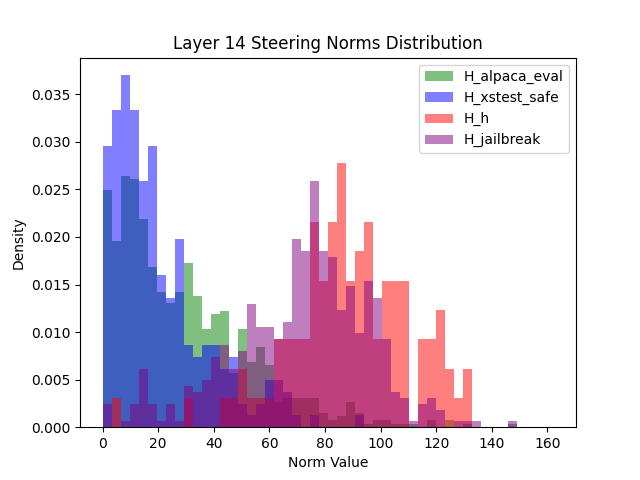 Layer 14 Steering Norms Distribution
H_alpaca_eval
H_xstest_safe
H_h
H_jailbreak
Density
0.035
0.030
0.025
0.020
0.015
0.010
0.005
0.000
0 20 40 60 80 100 120 140 160
Norm Value